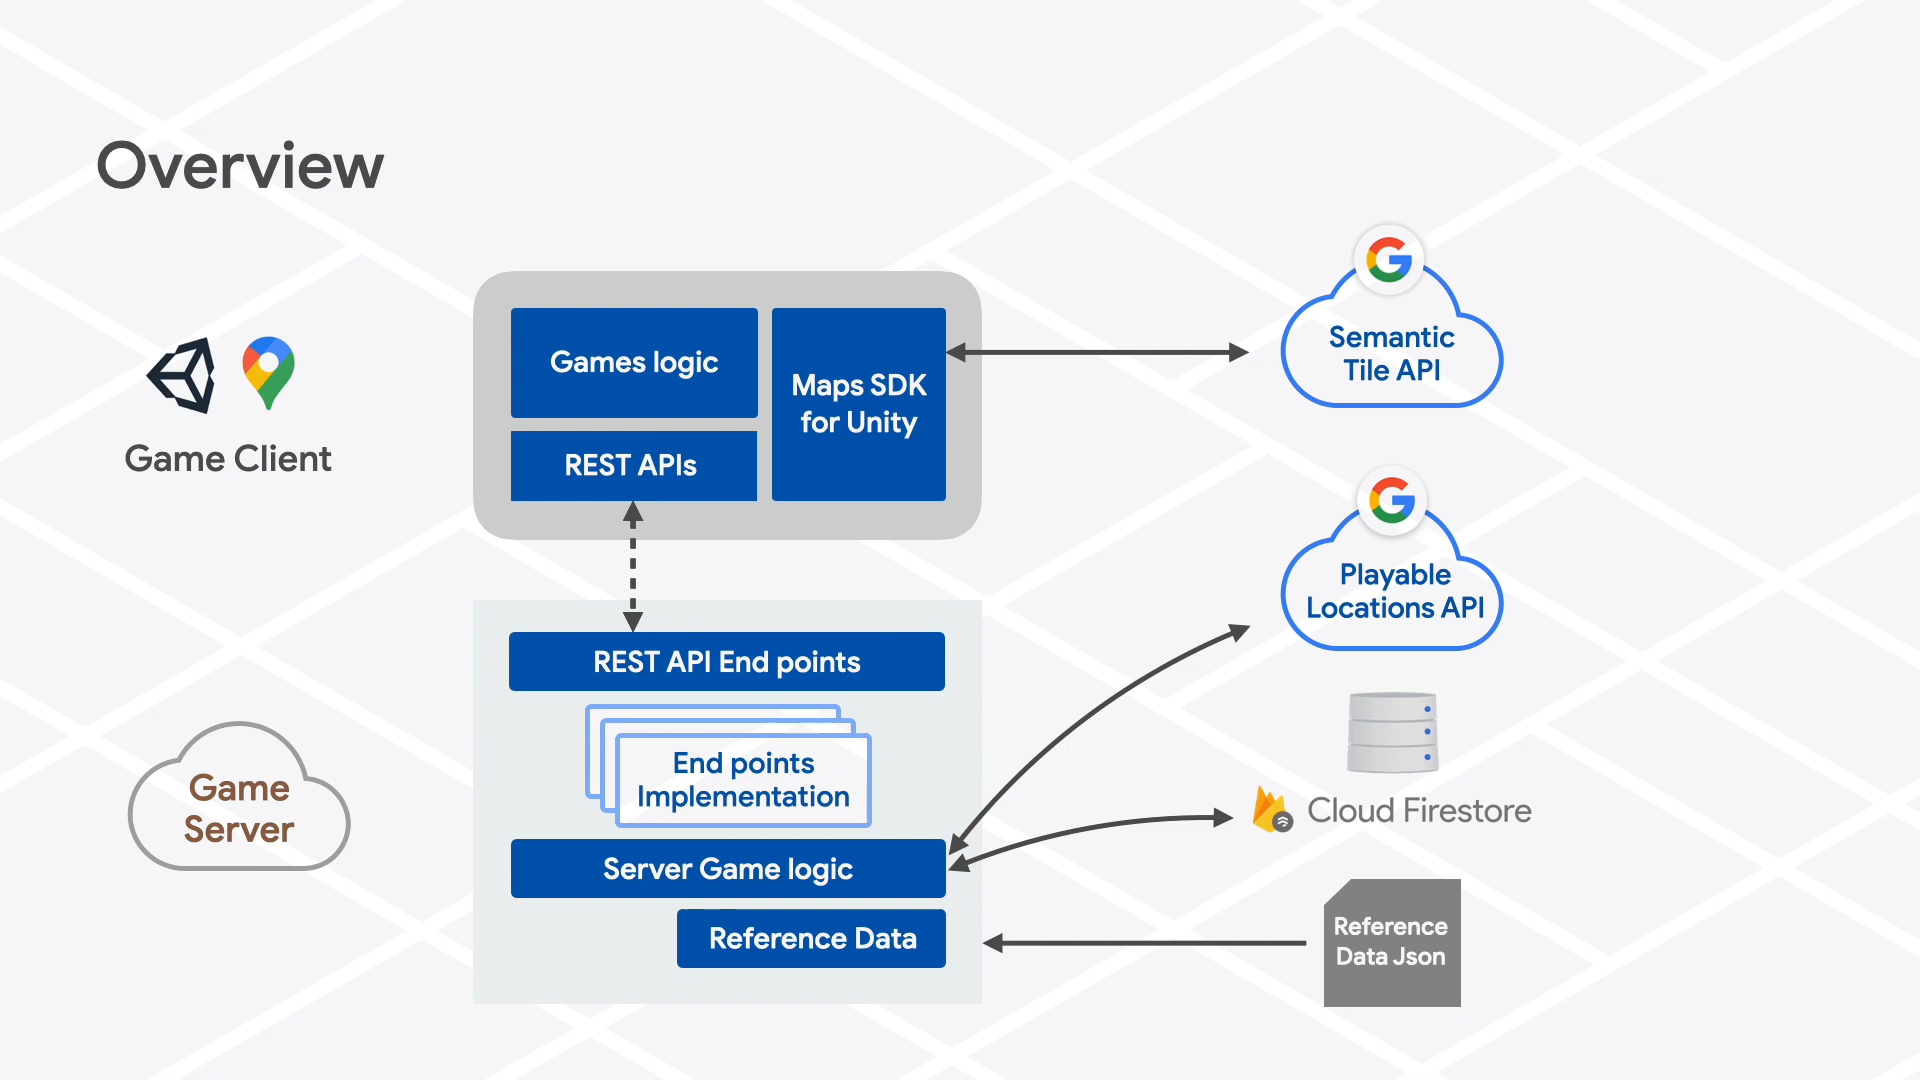 Overview
Game Client
Games logic
REST APIs
Maps SDK
for Unity
Semantic
Tile API
Playable
Locations API
Game
Server
REST API End points
End points
Implementation
Server Game logic
Reference Data
Cloud Firestore
Reference
Data Json